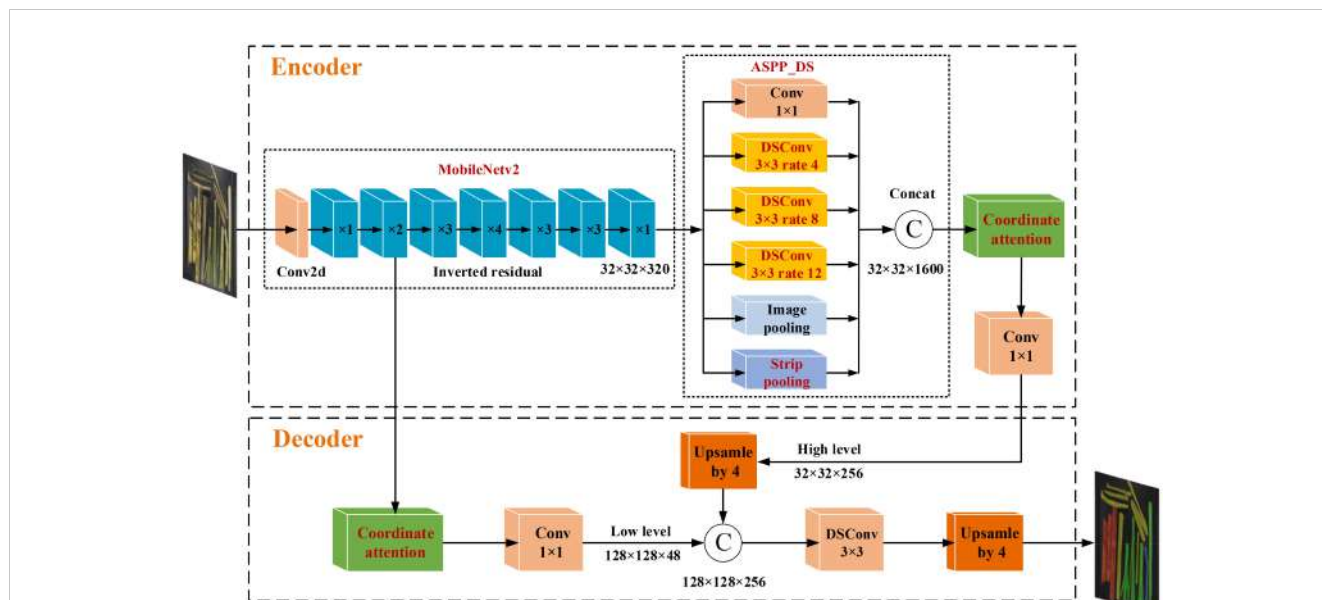 Encoder
ASPP_DS
Conv
1×1
MobileNetv2
DSConv
3×3 rate 4
×1
×2
×3
×4
×3
×3
×1
DSConv
3×3 rate 8
Concat
C
Coordinate
attention
Conv2d
Inverted residual
32×32×320
DSConv
3×3 rate 12
32×32×1600
Image
pooling
Conv
1×1
Strip
pooling
Decoder
Upsamle
by 4
High level
32×32×256
Coordinate
attention
Conv
1×1
Low level
128×128×48
C
128×128×256
DSConv
3×3
Upsamle
by 4